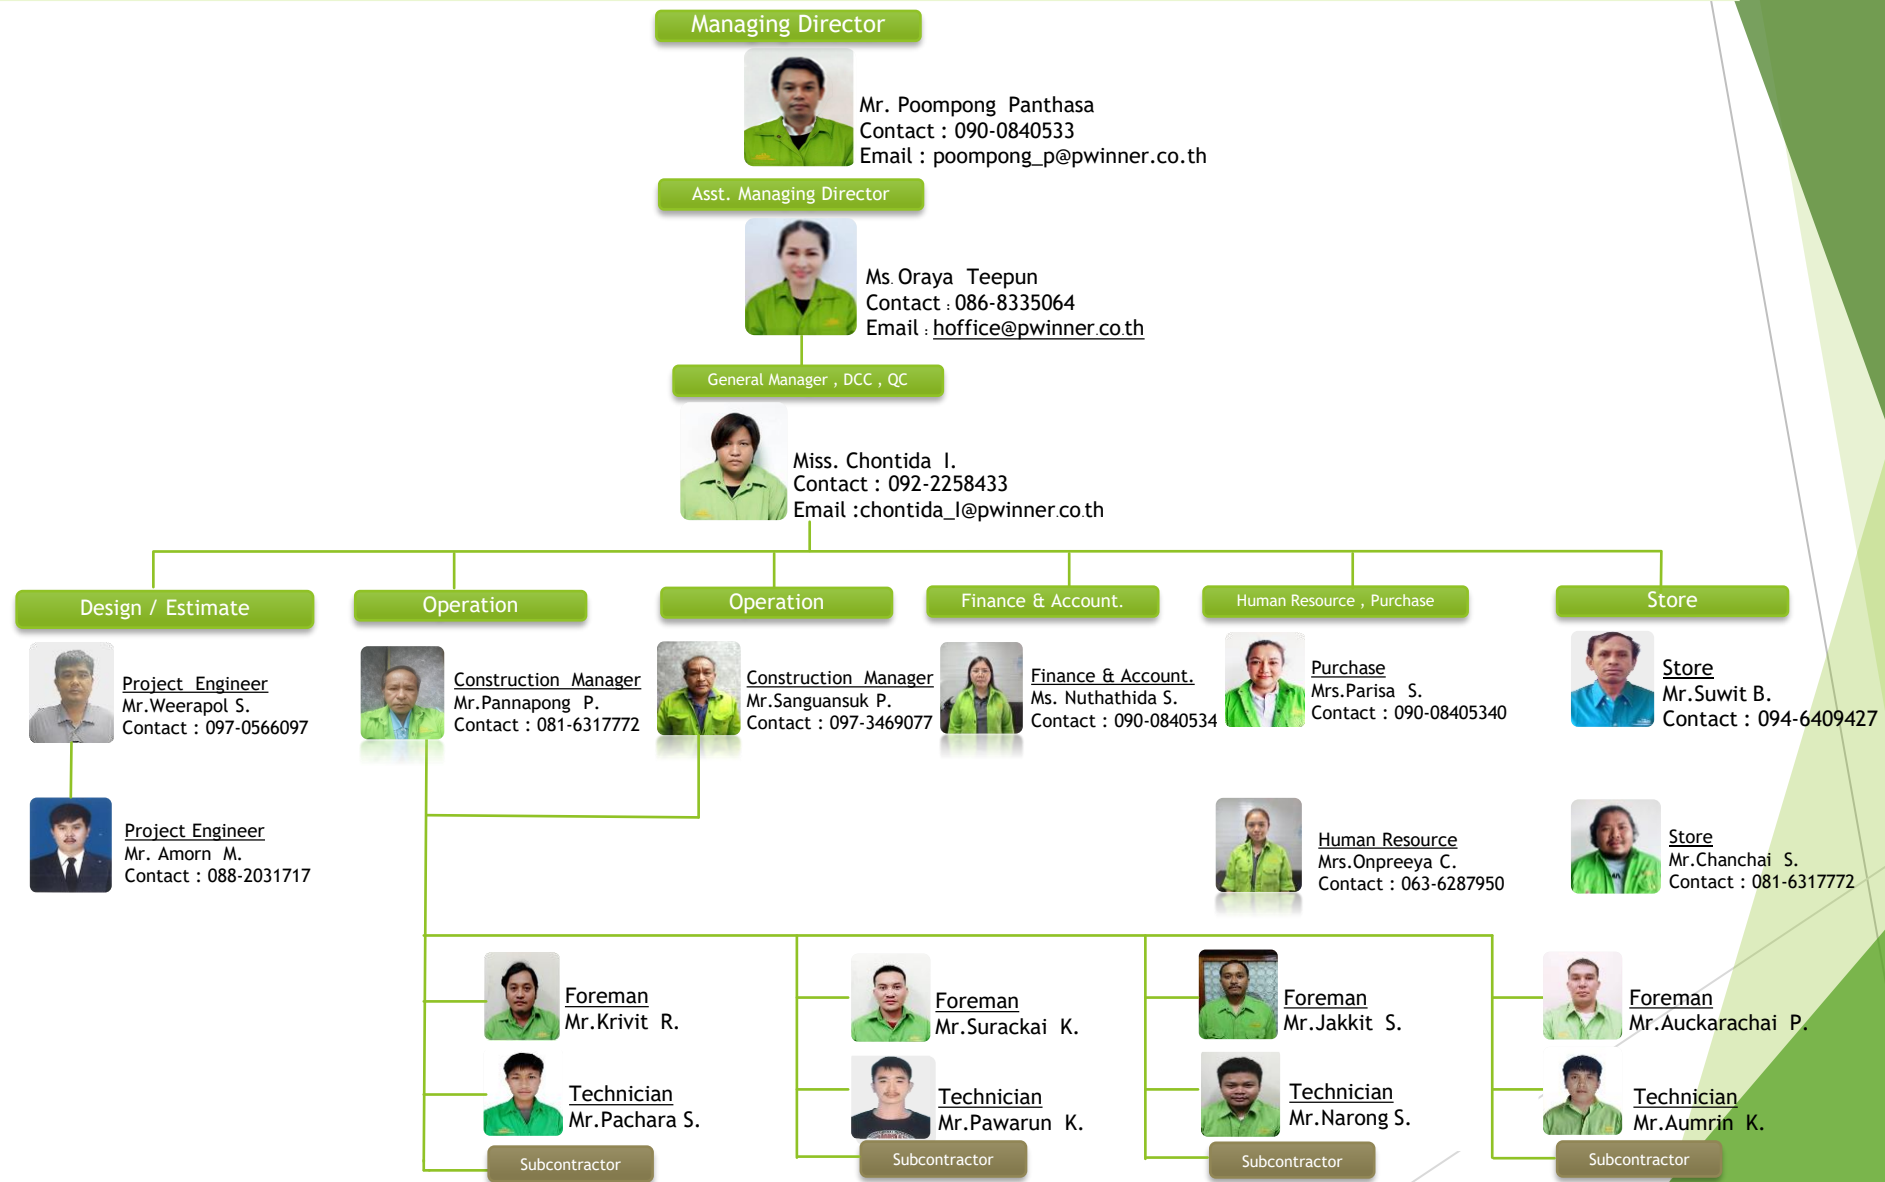 Managing Director
Mr. Poompong Panthasa
Contact : 090-0840533
Email : poompong_p@pwinner.co.th
Asst. Managing Director
Ms. Oraya Teepun
Contact : 086-8335064
Email : hoffice@pwinner.co.th
General Manager , DCC , QC
Miss. Chontida I.
Contact : 092-2258433
Email :chontida_I@pwinner.co.th
Design / Estimate
Operation
Operation
Finance & Account.
Human Resource , Purchase
Store
Project Engineer
Mr.Weerapol S.
Contact : 097-0566097
Construction Manager
Mr.Pannapong P.
Contact : 081-6317772
Construction Manager
Mr.Sanguansuk P.
Contact : 097-3469077
Finance & Account.
Ms. Nuthathida S.
Contact : 090-0840534
Purchase
Mrs.Parisa S.
Contact : 090-08405340
Store
Mr.Suwit B.
Contact : 094-6409427
Project Engineer
Mr. Amorn M.
Contact : 088-2031717
Human Resource
Mrs.Onpreeya C.
Contact : 063-6287950
Store
Mr.Chanchai S.
Contact : 081-6317772
Foreman
Mr.Krivit R.
Foreman
Mr.Surackai K.
Foreman
Mr.Jakkit S.
Foreman
Mr.Auckarachai P.
Technician
Mr.Pachara S.
Technician
Mr.Pawarun K.
Technician
Mr.Narong S.
Technician
Mr.Aumrin K.
Subcontractor
Subcontractor
Subcontractor
Subcontractor